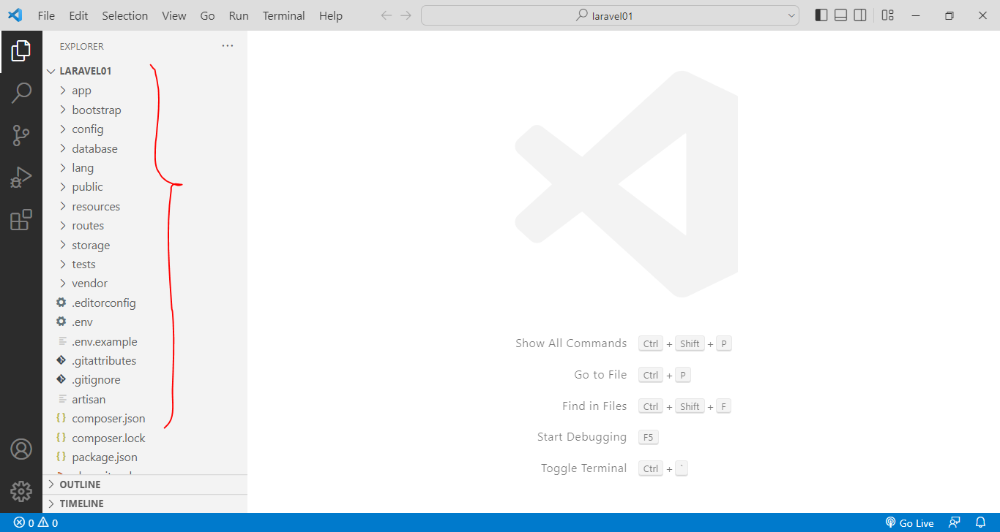 File Edit Selection View Go Run Terminal Help laravel01
EXPLORER
LARAVEL01
app
bootstrap
config
database
lang
public
resources
routes
storage
tests
vendor
.editorconfig
.env
.env.example
.gitattributes
.gitignore
artisan
composer.json
composer.lock
package.json
OUTLINE
TIMELINE
Show All Commands Ctrl + Shift + P
Go to File Ctrl + P
Find in Files Ctrl + Shift + F
Start Debugging F5
Toggle Terminal Ctrl + `
0 0 Go Live